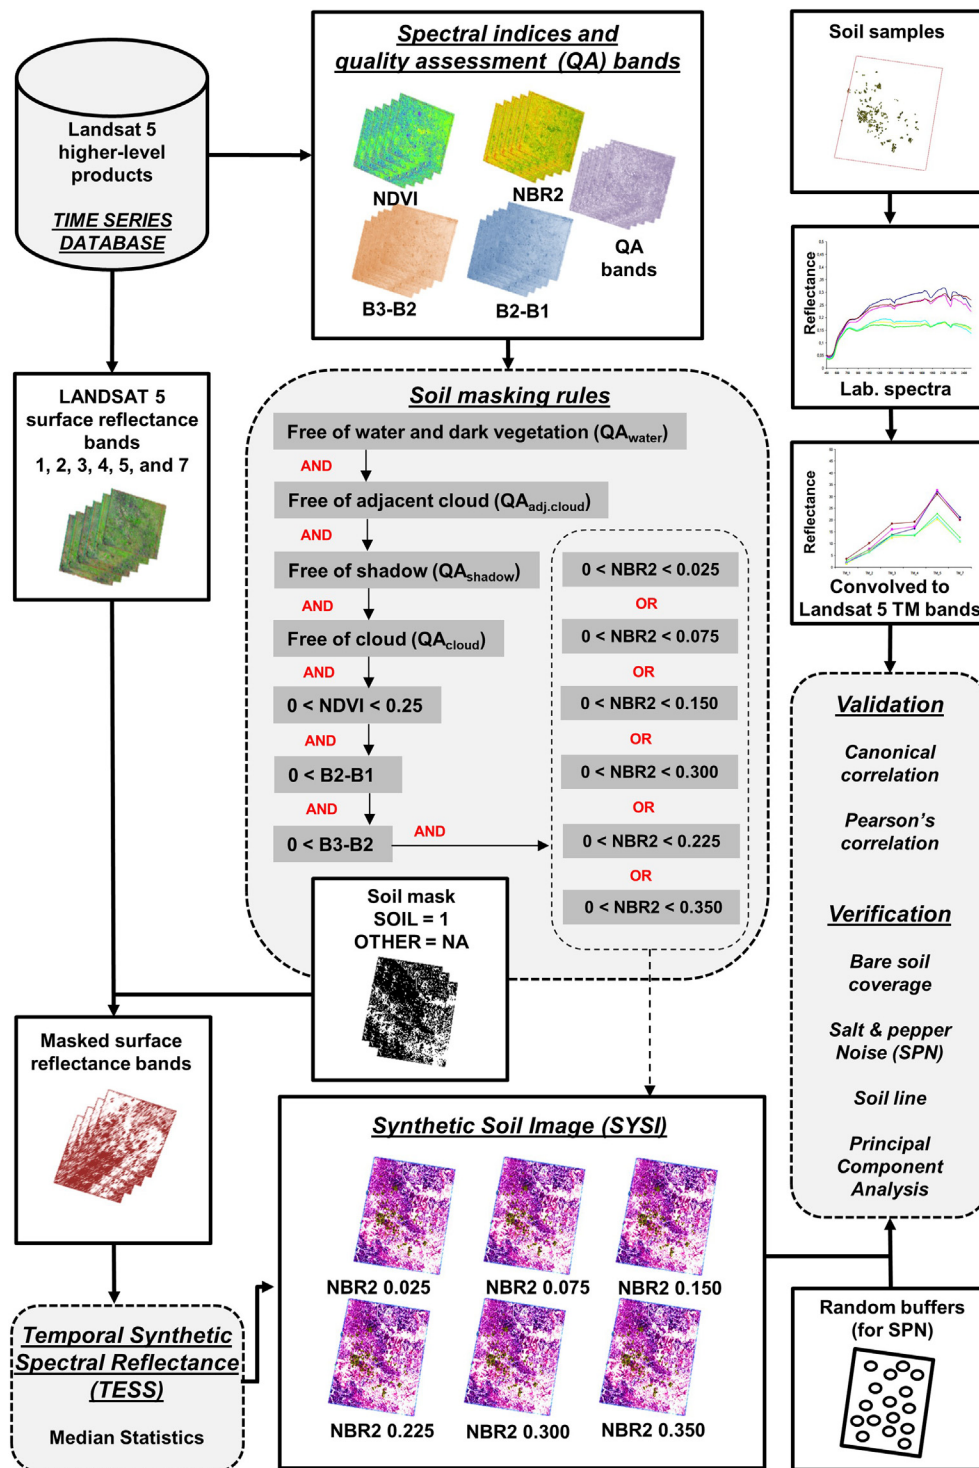 Landsat 5
higher-level
products
TIME SERIES
DATABASE
Spectral indices and
quality assessment (QA) bands
NDVI
NBR2
QA
bands
B3-B2
B2-B1
Soil samples
Reflectance
Lab. spectra
Reflectance
Convolved to
Landsat 5 TM bands
LANDSAT 5
surface reflectance
bands
1, 2, 3, 4, 5, and 7
Soil masking rules
Free of water and dark vegetation (QAwater)
AND
Free of adjacent cloud (QAadj.cloud)
AND
Free of shadow (QAshadow)
AND
Free of cloud (QAcloud)
AND
0 < NDVI < 0.25
AND
0 < B2-B1
AND
0 < B3-B2
AND
0 < NBR2 < 0.025
OR
0 < NBR2 < 0.075
OR
0 < NBR2 < 0.150
OR
0 < NBR2 < 0.300
OR
0 < NBR2 < 0.225
OR
0 < NBR2 < 0.350
Soil mask
SOIL = 1
OTHER = NA
Masked surface
reflectance bands
Temporal Synthetic
Spectral Reflectance
(TESS)
Median Statistics
Synthetic Soil Image (SYSI)
NBR2 0.025
NBR2 0.075
NBR2 0.150
NBR2 0.225
NBR2 0.300
NBR2 0.350
Validation
Canonical
correlation
Pearson's
correlation
Verification
Bare soil
coverage
Salt & pepper
Noise (SPN)
Soil line
Principal
Component
Analysis
Random buffers
(for SPN)